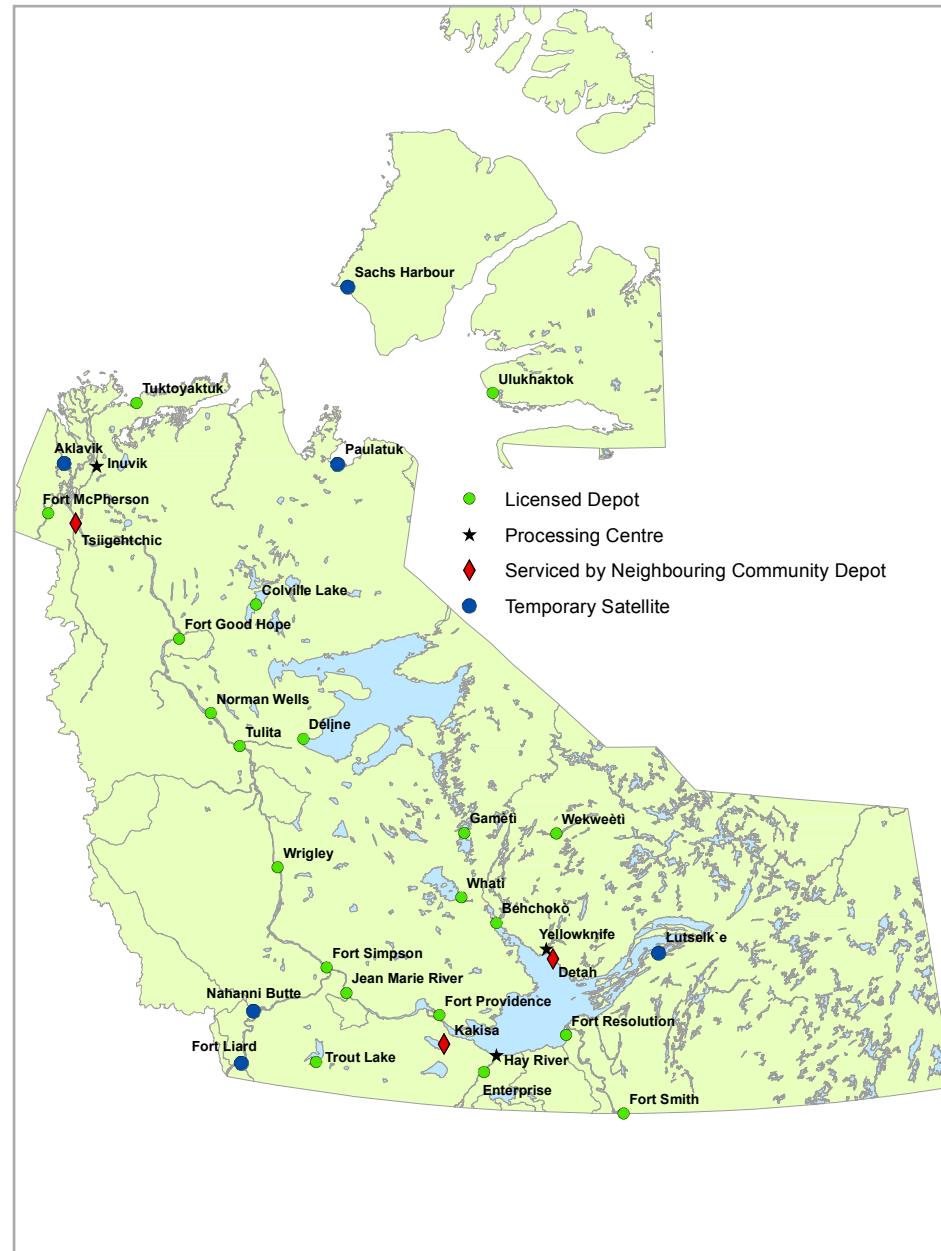 Sachs Harbour
Ulukhaktok
Tuktoyaktuk
Aklavik
Inuvik
Paulatuk
Fort McPherson
Tsiigehtchic
Licensed Depot
Processing Centre
Serviced by Neighbouring Community Depot
Temporary Satellite
Colville Lake
Fort Good Hope
Norman Wells
Délįne
Tulita
Gamètì
Wekweètì
Wrigley
Whatì
Behchokò
Yellowknife
Łutselk`e
Detah
Fort Simpson
Jean Marie River
Nahanni Butte
Fort Providence
Kakisa
Fort Resolution
Fort Liard
Trout Lake
Hay River
Enterprise
Fort Smith